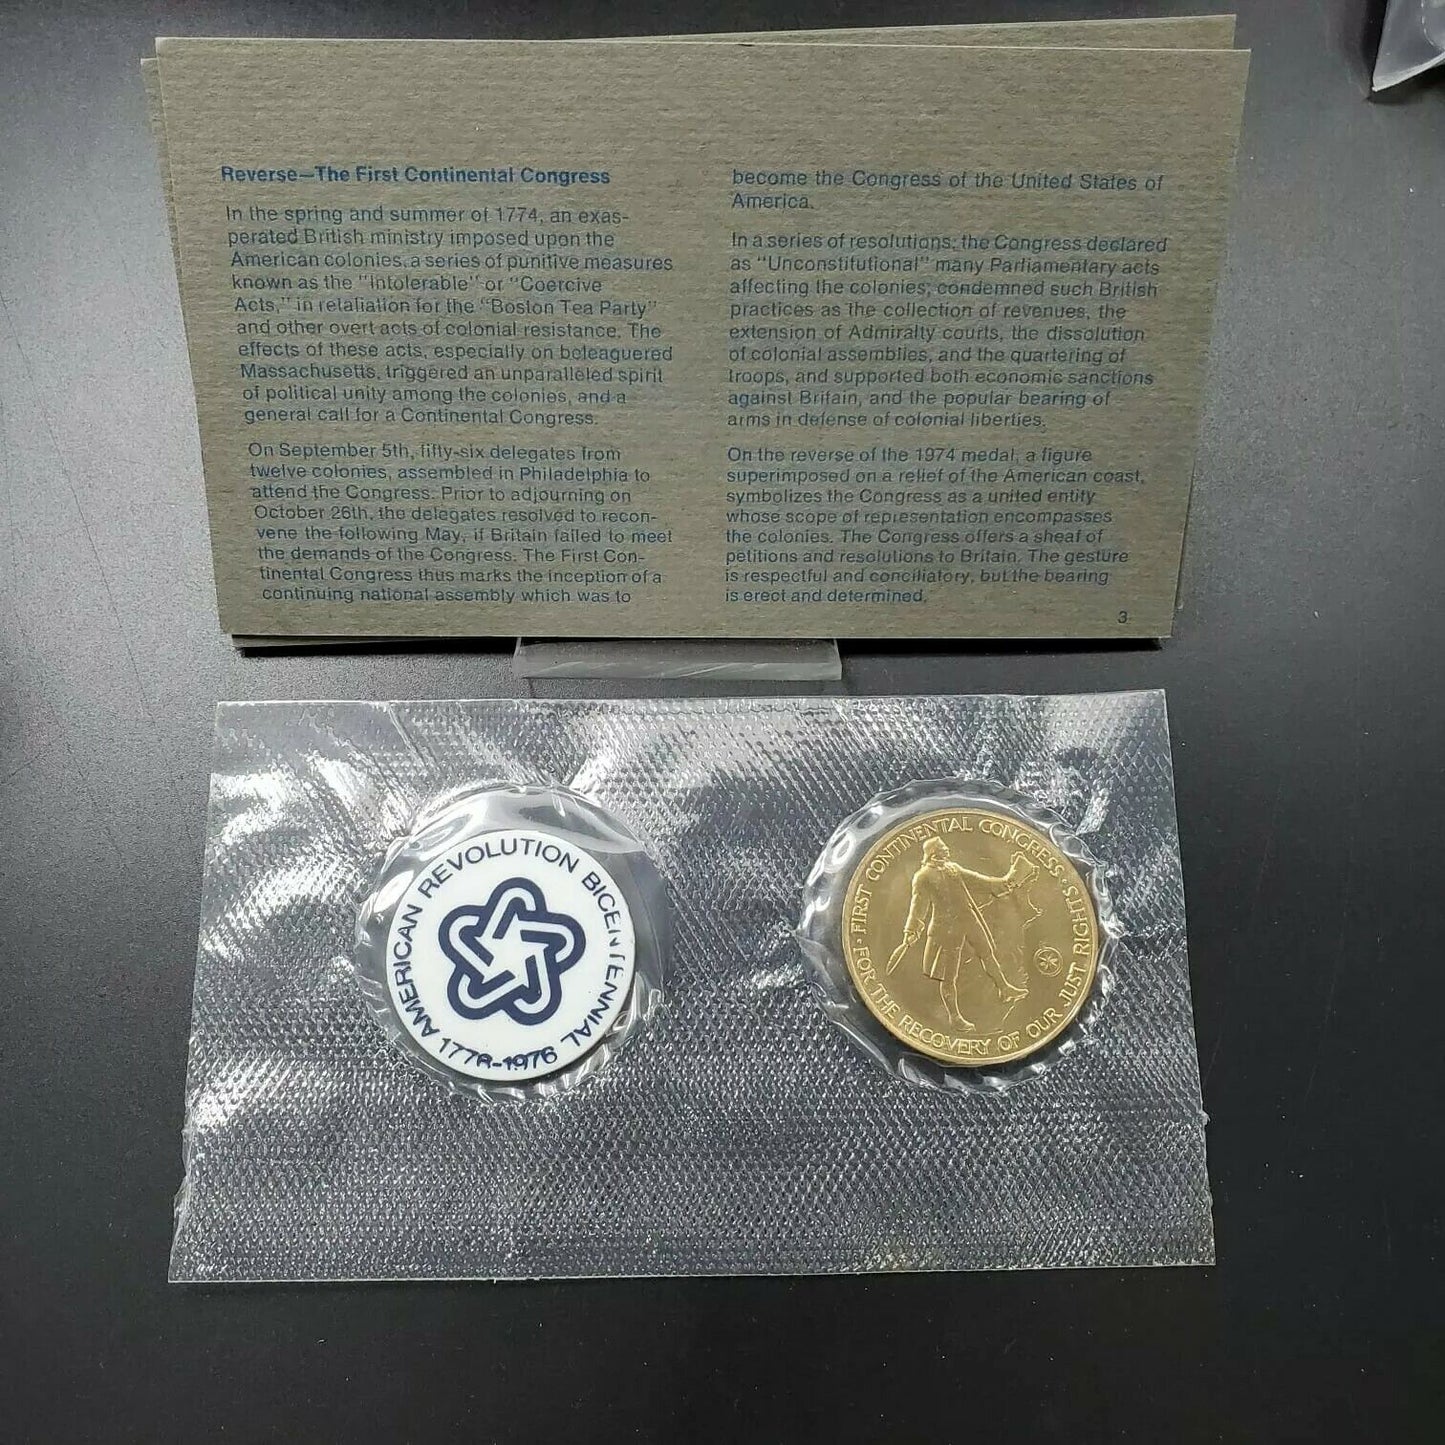 Reverse—The First Continental Congress
In the spring and summer of 1774, an exas-
perated British ministry imposed upon the
American colonies, a series of punitive measures
known as the "Intolerable" or "Coercive
Acts," in retaliation for the "Boston Tea Party"
and other overt acts of colonial resistance. The
effects of these acts, especially on beleaguered
Massachusetts, triggered an unparalleled spirit
of political unity among the colonies, and a
general call for a Continental Congress.
On September 5th, fifty-six delegates from
twelve colonies, assembled in Philadelphia to
attend the Congress. Prior to adjourning on
October 26th, the delegates resolved to recon-
vene the following May, if Britain failed to meet
the demands of the Congress. The First Con-
tinental Congress thus marks the inception of a
continuing national assembly which was to
become the Congress of the United States of
America.
In a series of resolutions, the Congress declared
as "Unconstitutional" many Parliamentary acts
affecting the colonies; condemned such British
practices as the collection of revenues, the
extension of Admiralty courts, the dissolution
of colonial assemblies, and the quartering of
troops, and supported both economic sanctions
against Britain, and the popular bearing of
arms in defense of colonial liberties.
On the reverse of the 1974 medal, a figure
superimposed on a relief of the American coast,
symbolizes the Congress as a united entity
whose scope of representation encompasses
the colonies. The Congress offers a sheaf of
petitions and resolutions to Britain. The gesture
is respectful and conciliatory, but the bearing
is erect and determined.
3
AMERICAN REVOLUTION BICENTENNIAL
1776-1976
· FIRST CONTINENTAL CONGRESS ·
FOR THE RECOVERY OF OUR JUST RIGHTS